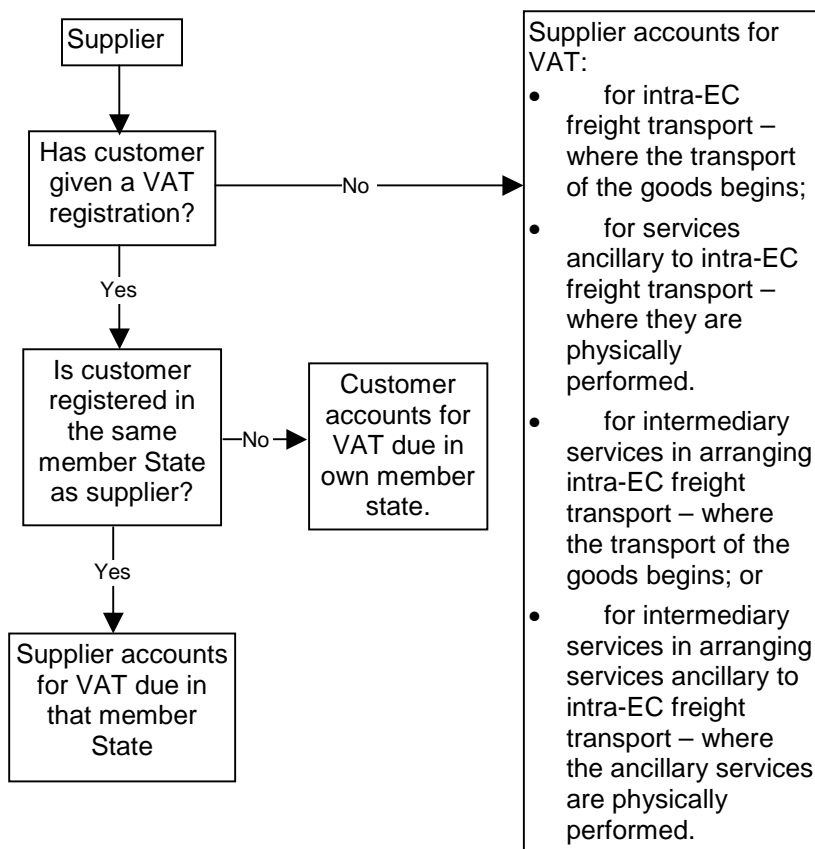 Supplier
Has customer
given a VAT
registration?
No
Supplier accounts for
VAT:
• for intra-EC
freight transport –
where the transport
of the goods begins;
• for services
ancillary to intra-EC
freight transport –
where they are
physically
performed.
• for intermediary
services in arranging
intra-EC freight
transport – where
the transport of the
goods begins; or
• for intermediary
services in arranging
services ancillary to
intra-EC freight
transport – where
the ancillary services
are physically
performed.
Yes
Is customer
registered in
the same
member State
as supplier?
No
Customer
accounts for
VAT due in
own member
state.
Yes
Supplier accounts
for VAT due in
that member
State